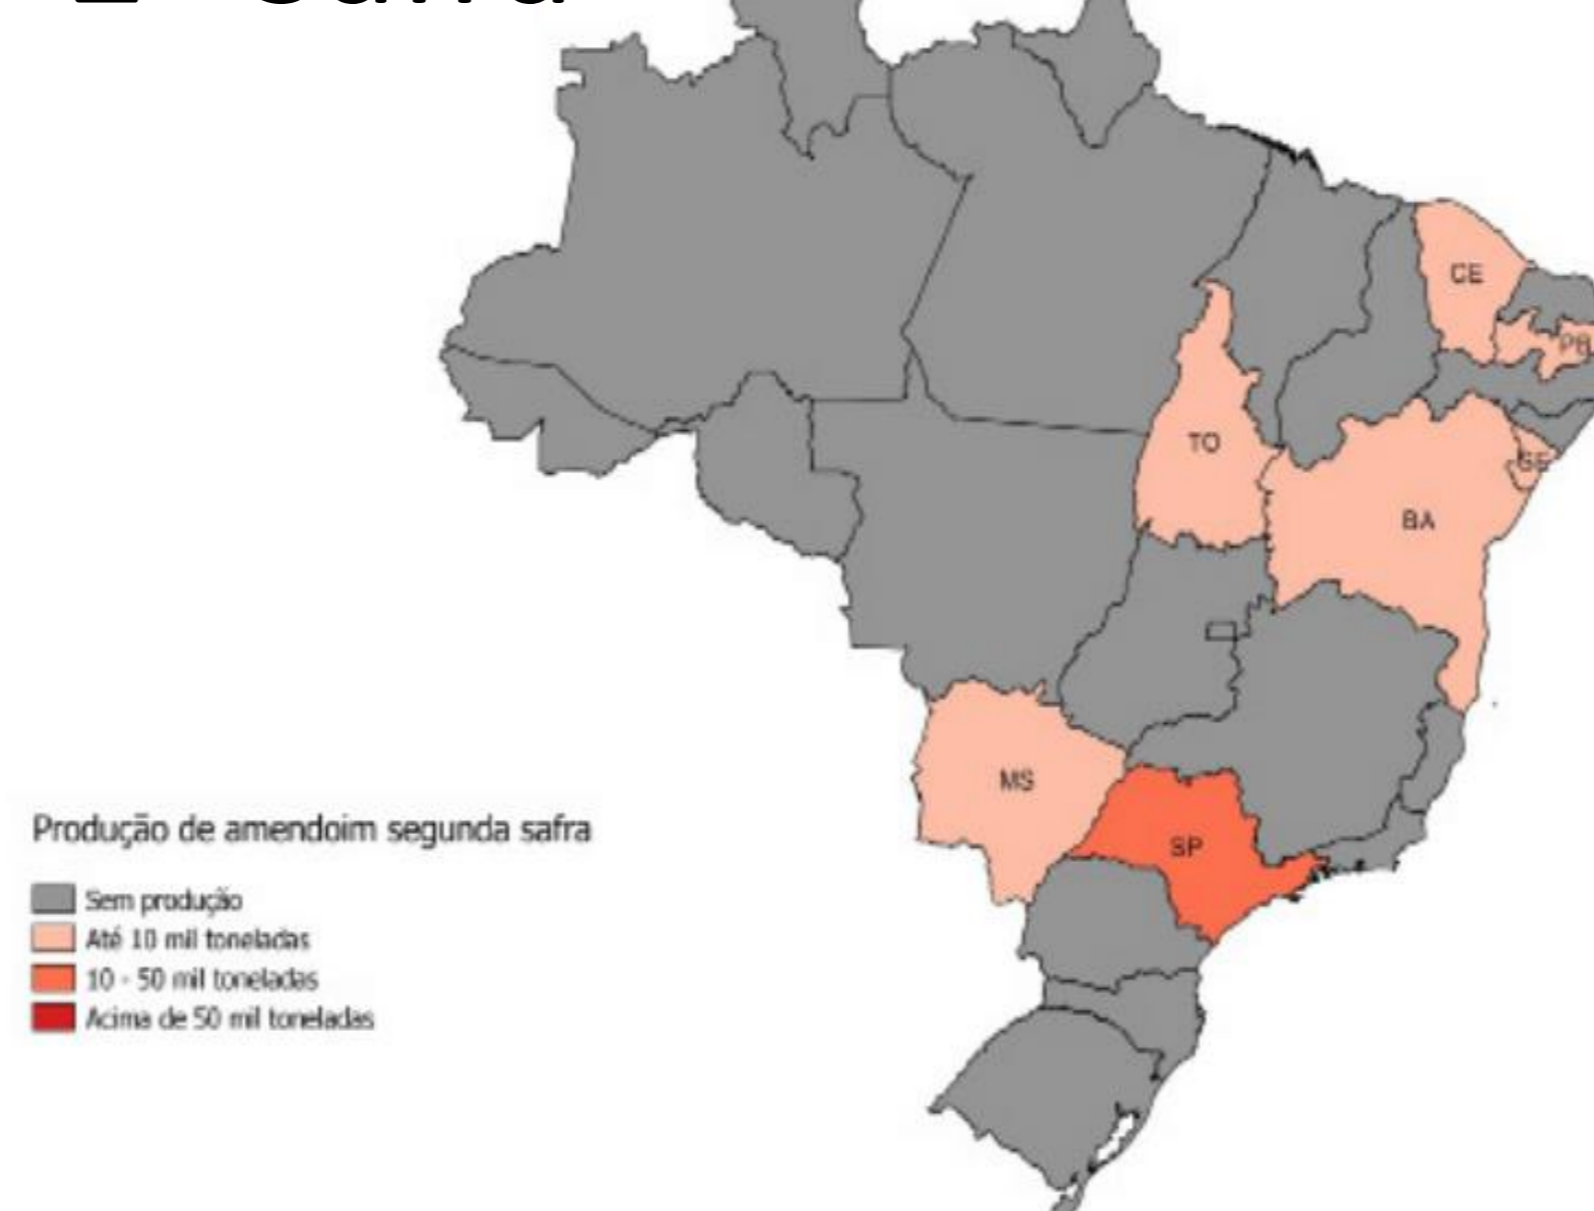 safra
CE
PB
TO
SE
BA
MS
SP
Produção de amendoim segunda safra
Sem produção
Até 10 mil toneladas
10 - 50 mil toneladas
Acima de 50 mil toneladas